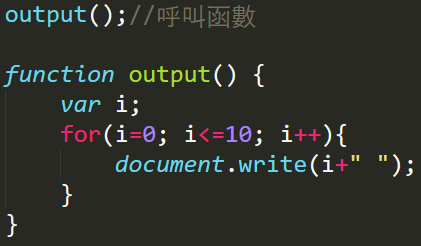 output();//呼叫函數
function output() {
    var i;
    for(i=0; i<=10; i++){
        document.write(i+" ");
    }
}